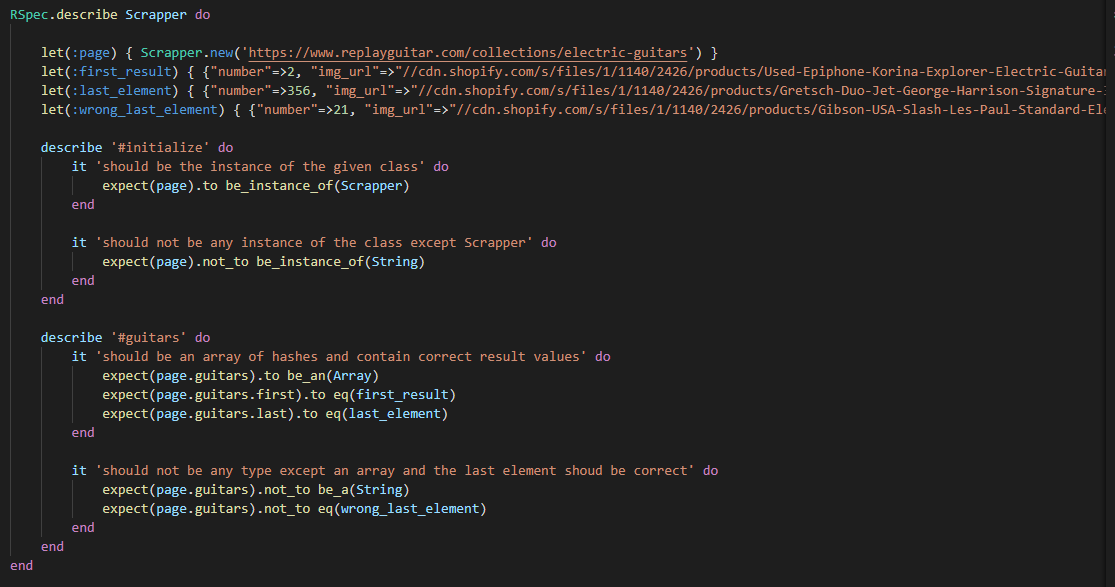 RSpec.describe Scrapper do
let(:page) { Scrapper.new('https://www.replayguitar.com/collections/electric-guitars') }
let(:first_result) { {"number"=>2, "img_url"=>"//cdn.shopify.com/s/files/1/1140/2426/products/Used-Epiphone-Korina-Explorer-Electric-Guitar
let(:last_element) { {"number"=>356, "img_url"=>"//cdn.shopify.com/s/files/1/1140/2426/products/Gretsch-Duo-Jet-George-Harrison-Signature-
let(:wrong_last_element) { {"number"=>21, "img_url"=>"//cdn.shopify.com/s/files/1/1140/2426/products/Gibson-USA-Slash-Les-Paul-Standard-Ele
describe '#initialize' do
it 'should be the instance of the given class' do
expect(page).to be_instance_of(Scrapper)
end
it 'should not be any instance of the class except Scrapper' do
expect(page).not_to be_instance_of(String)
end
end
describe '#guitars' do
it 'should be an array of hashes and contain correct result values' do
expect(page.guitars).to be_an(Array)
expect(page.guitars.first).to eq(first_result)
expect(page.guitars.last).to eq(last_element)
end
it 'should not be any type except an array and the last element shoud be correct' do
expect(page.guitars).not_to be_a(String)
expect(page.guitars).not_to eq(wrong_last_element)
end
end
end